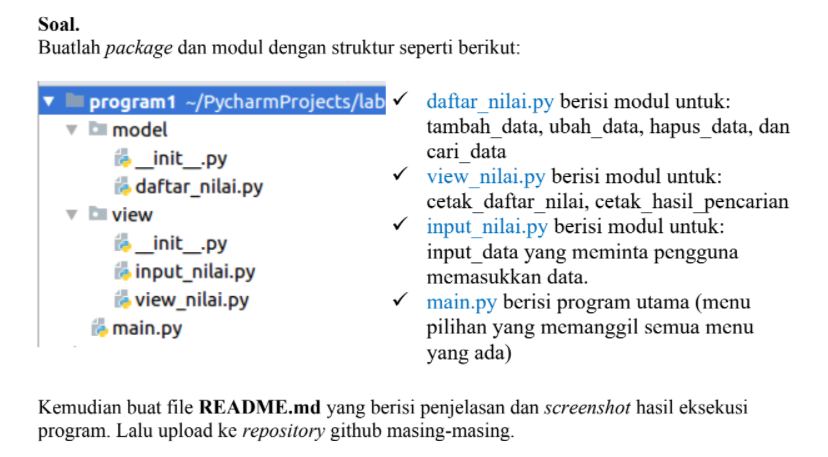 Soal.
Buatlah package dan modul dengan struktur seperti berikut:
program1 ~/PycharmProjects/lab
model
__init__.py
daftar_nilai.py
view
__init__.py
input_nilai.py
view_nilai.py
main.py
✓ daftar_nilai.py berisi modul untuk:
tambah_data, ubah_data, hapus_data, dan
cari_data
✓ view_nilai.py berisi modul untuk:
cetak_daftar_nilai, cetak_hasil_pencarian
✓ input_nilai.py berisi modul untuk:
input_data yang meminta pengguna
memasukkan data.
✓ main.py berisi program utama (menu
pilihan yang memanggil semua menu
yang ada)
Kemudian buat file README.md yang berisi penjelasan dan screenshot hasil eksekusi
program. Lalu upload ke repository github masing-masing.